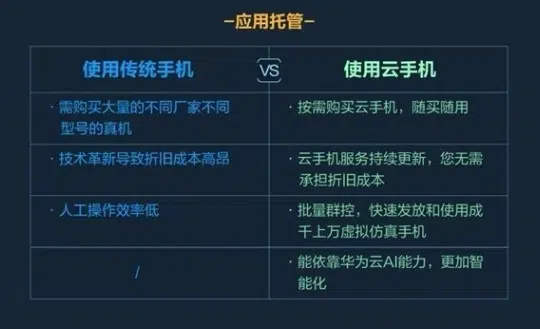 –应用托管–
使用传统手机
VS
使用云手机
· 需购买大量的不同厂家不同
型号的真机
· 按需购买云手机，随买随用
· 技术革新导致折旧成本高昂
· 云手机服务持续更新，您无需
承担折旧成本
· 人工操作效率低
· 批量群控，快速发放和使用成
千上万虚拟仿真手机
/
· 能依靠华为云AI能力，更加智
能化